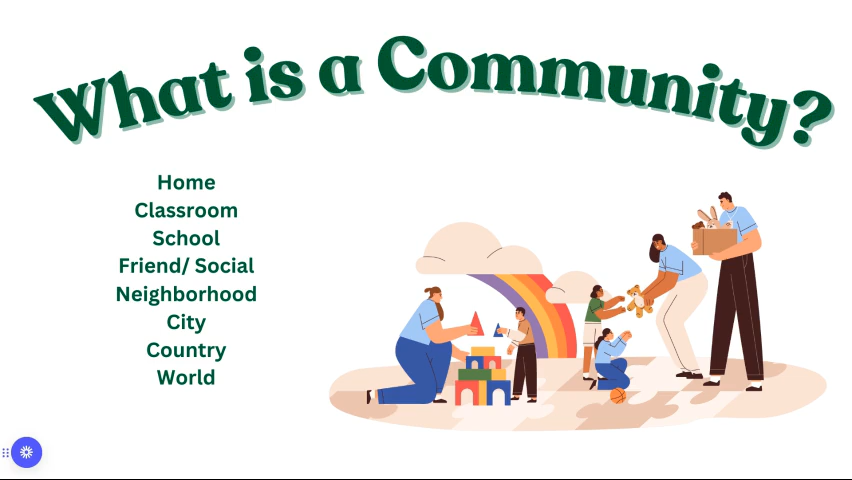 What is a Community?
Home
Classroom
School
Friend/ Social
Neighborhood
City
Country
World